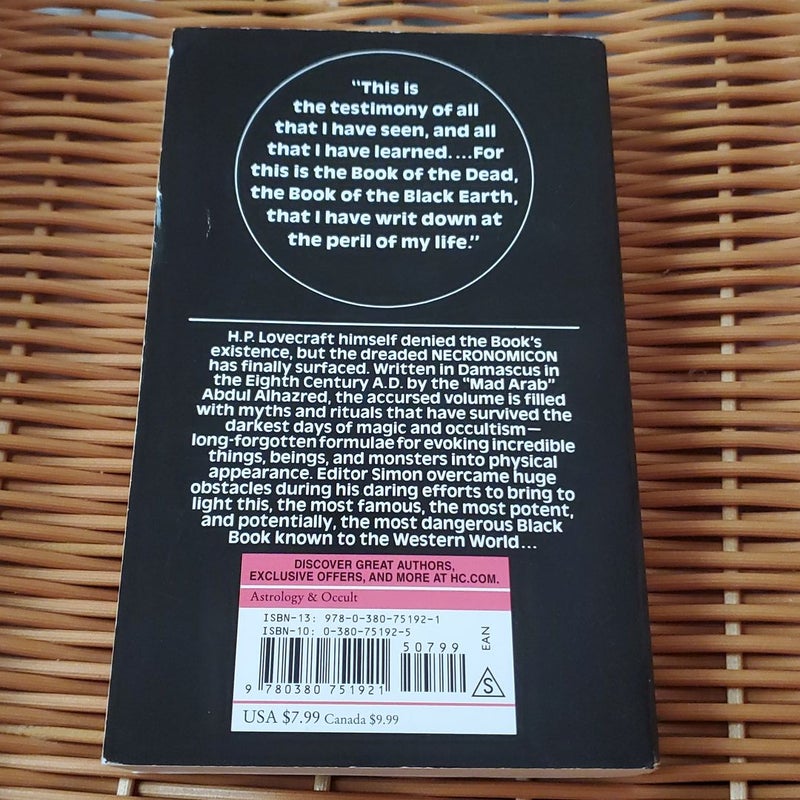 "This is
the testimony of all
that I have seen, and all
that I have learned....For
this is the Book of the Dead,
the Book of the Black Earth,
that I have writ down at
the peril of my life."
H.P. Lovecraft himself denied the Book's
existence, but the dreaded NECRONOMICON
has finally surfaced. Written in Damascus in
the Eighth Century A.D. by the "Mad Arab"
Abdul Alhazred, the accursed volume is filled
with myths and rituals that have survived the
darkest days of magic and occultism—
long-forgotten formulae for evoking incredible
things, beings, and monsters into physical
appearance. Editor Simon overcame huge
obstacles during his daring efforts to bring to
light this, the most famous, the most potent,
and potentially, the most dangerous Black
Book known to the Western World...
DISCOVER GREAT AUTHORS,
EXCLUSIVE OFFERS, AND MORE AT HC.COM.
Astrology & Occult
ISBN-13: 978-0-380-75192-1
ISBN-10: 0-380-75192-5
50799
EAN
S
9 780380 751921
USA $7.99 Canada $9.99